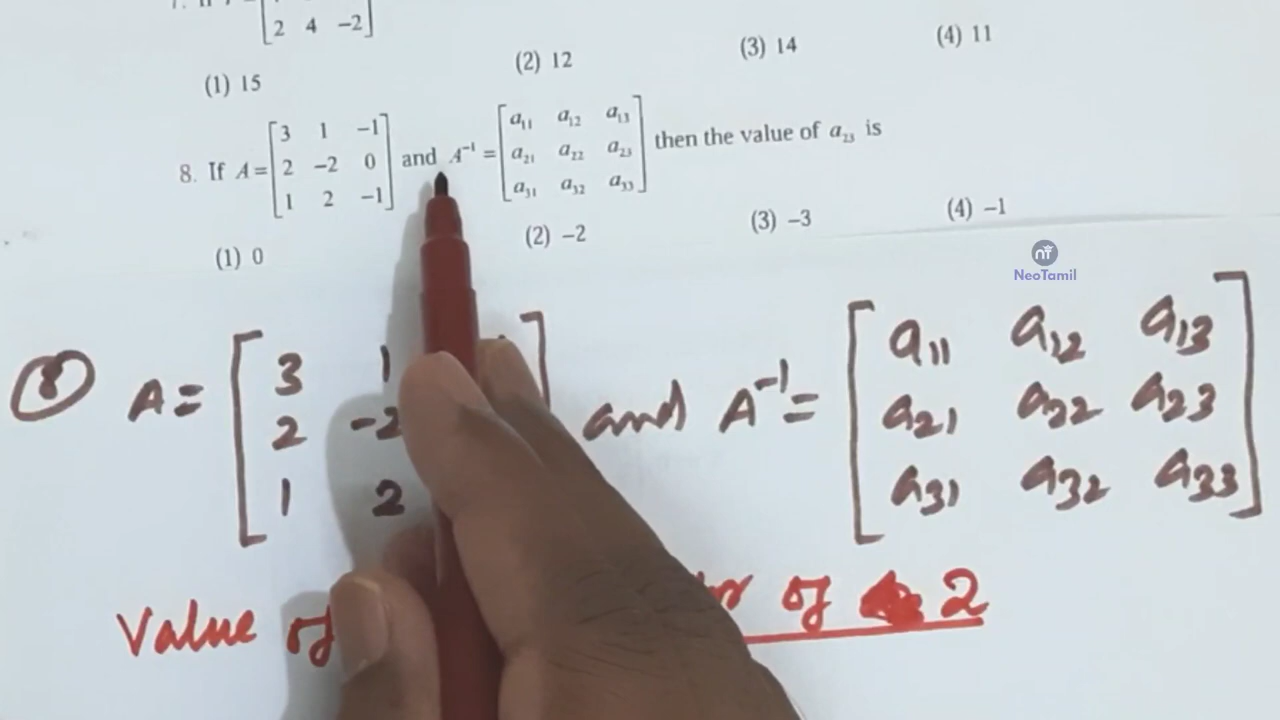 2 4 −2
(1) 15 (2) 12 (3) 14 (4) 11
8. If A = [3 1 −1; 2 −2 0; 1 2 −1] and A⁻¹ = [a₁₁ a₁₂ a₁₃; a₂₁ a₂₂ a₂₃; a₃₁ a₃₂ a₃₃] then the value of a₂₃ is
(1) 0 (2) −2 (3) −3 (4) −1
NeoTamil
⑧ A = [3 1; 2 −2; 1 2] and A⁻¹ = [a₁₁ a₁₂ a₁₃; a₂₁ a₂₂ a₂₃; a₃₁ a₃₂ a₃₃]
Value of of 2